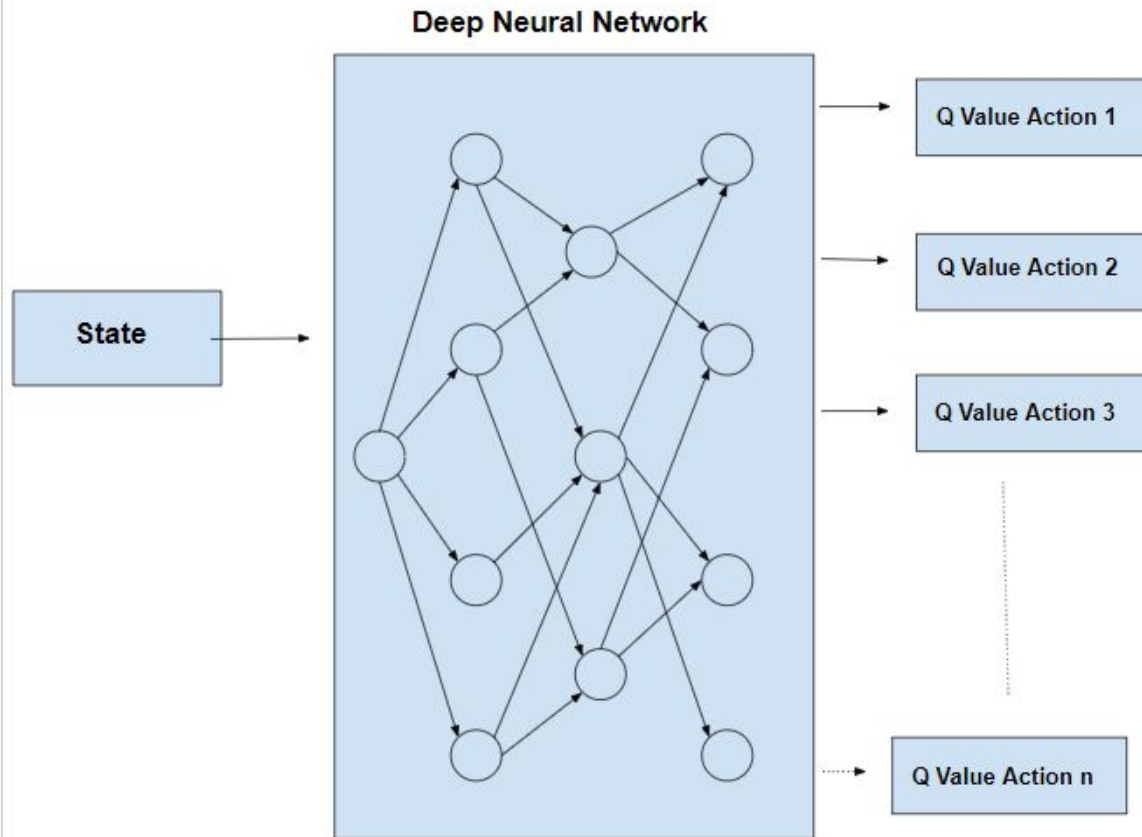 Deep Neural Network
State
Q Value Action 1
Q Value Action 2
Q Value Action 3
Q Value Action n